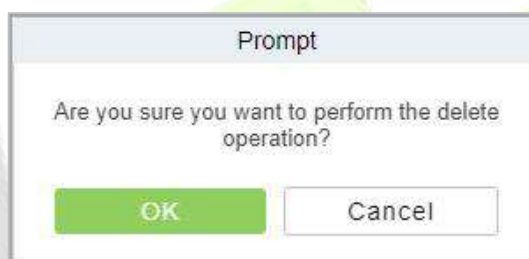 Prompt
Are you sure you want to perform the delete
operation?
OK
Cancel